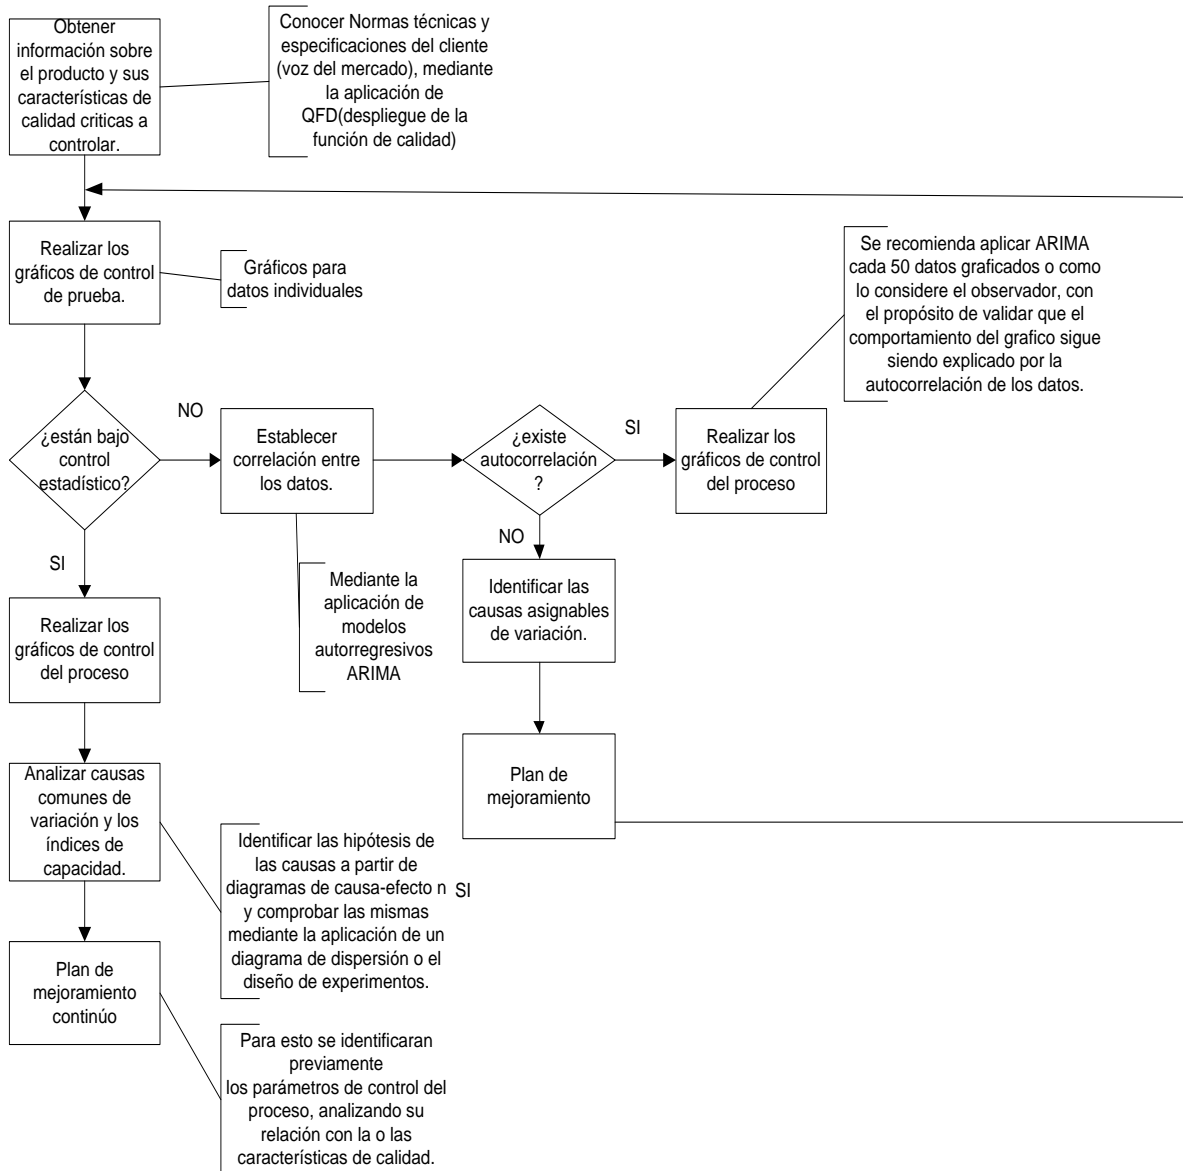 Obtener
información sobre
el producto y sus
características de
calidad criticas a
controlar.
Conocer Normas técnicas y
especificaciones del cliente
(voz del mercado), mediante
la aplicación de
QFD(despliegue de la
función de calidad)
Realizar los
gráficos de control
de prueba.
Gráficos para
datos individuales
Se recomienda aplicar ARIMA
cada 50 datos graficados o como
lo considere el observador, con
el propósito de validar que el
comportamiento del grafico sigue
siendo explicado por la
autocorrelación de los datos.
¿están bajo
control
estadístico?
NO
Establecer
correlación entre
los datos.
¿existe
autocorrelación
?
SI
Realizar los
gráficos de control
del proceso
SI
Mediante la
aplicación de
modelos
autorregresivos
ARIMA
NO
Identificar las
causas asignables
de variación.
Realizar los
gráficos de control
del proceso
Plan de
mejoramiento
Analizar causas
comunes de
variación y los
índices de
capacidad.
Identificar las hipótesis de
las causas a partir de
diagramas de causa-efecto n
y comprobar las mismas
mediante la aplicación de un
diagrama de dispersión o el
diseño de experimentos.
SI
Plan de
mejoramiento
continúo
Para esto se identificaran
previamente
los parámetros de control del
proceso, analizando su
relación con la o las
características de calidad.